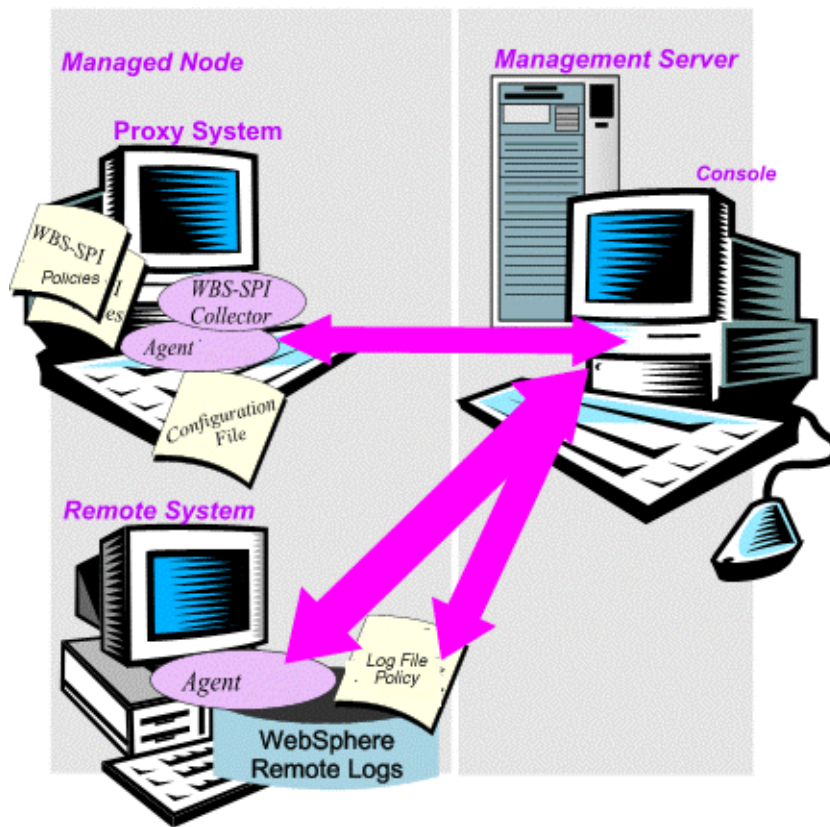 Managed Node
Management Server
Proxy System
Console
WBS-SPI
Policies
WBS-SPI
Collector
Agent
Configuration
File
Remote System
Agent
Log File
Policy
WebSphere
Remote Logs